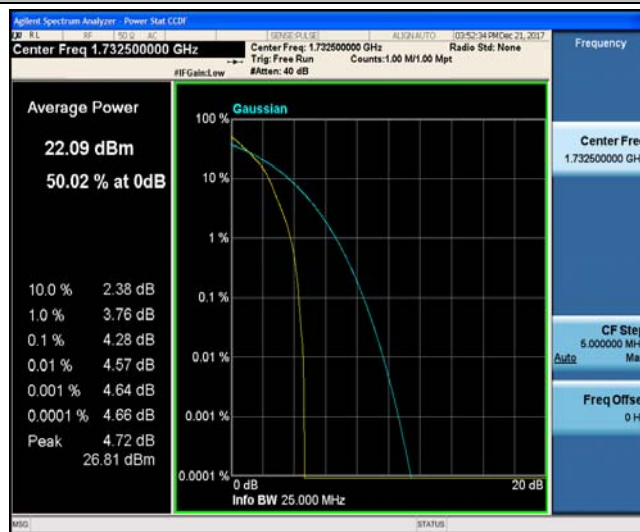 Agilent Spectrum Analyzer - Power Stat CCDF
RL RF 50 Ω AC SENSE:PULSE ALIGN AUTO 03:52:34 PM Dec 21, 2017
Center Freq 1.732500000 GHz
Center Freq: 1.732500000 GHz Radio Std: None
Trig: Free Run Counts:1.00 M/1.00 Mpt
#IFGain:Low #Atten: 40 dB
Frequency
Average Power
22.09 dBm
50.02 % at 0dB
10.0 % 2.38 dB
1.0 % 3.76 dB
0.1 % 4.28 dB
0.01 % 4.57 dB
0.001 % 4.64 dB
0.0001 % 4.66 dB
Peak 4.72 dB
26.81 dBm
Gaussian
100 %
10 %
1 %
0.1 %
0.01 %
0.001 %
0.0001 %
0 dB 20 dB
Info BW 25.000 MHz
Center Fre
1.732500000 GH
CF Step
5.000000 MH
Auto Ma
Freq Offse
0 H
MSG STATUS